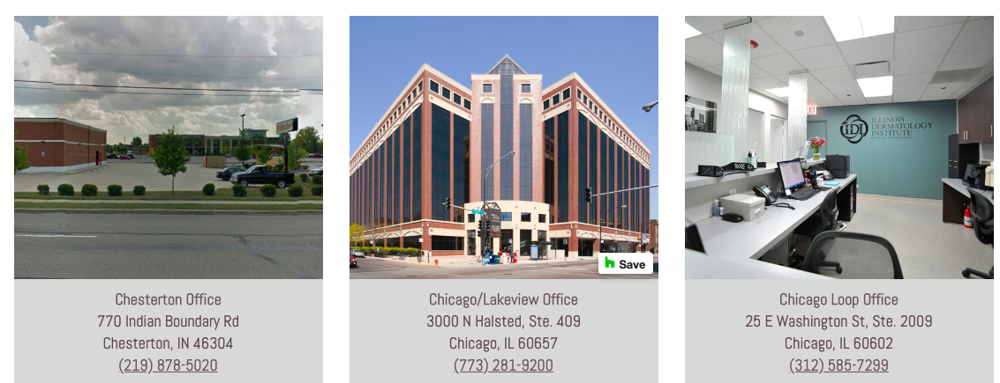 Save
IDI
ILLINOIS
DERMATOLOGY
INSTITUTE
Chesterton Office
770 Indian Boundary Rd
Chesterton, IN 46304
(219) 878-5020
Chicago/Lakeview Office
3000 N Halsted, Ste. 409
Chicago, IL 60657
(773) 281-9200
Chicago Loop Office
25 E Washington St, Ste. 2009
Chicago, IL 60602
(312) 585-7299